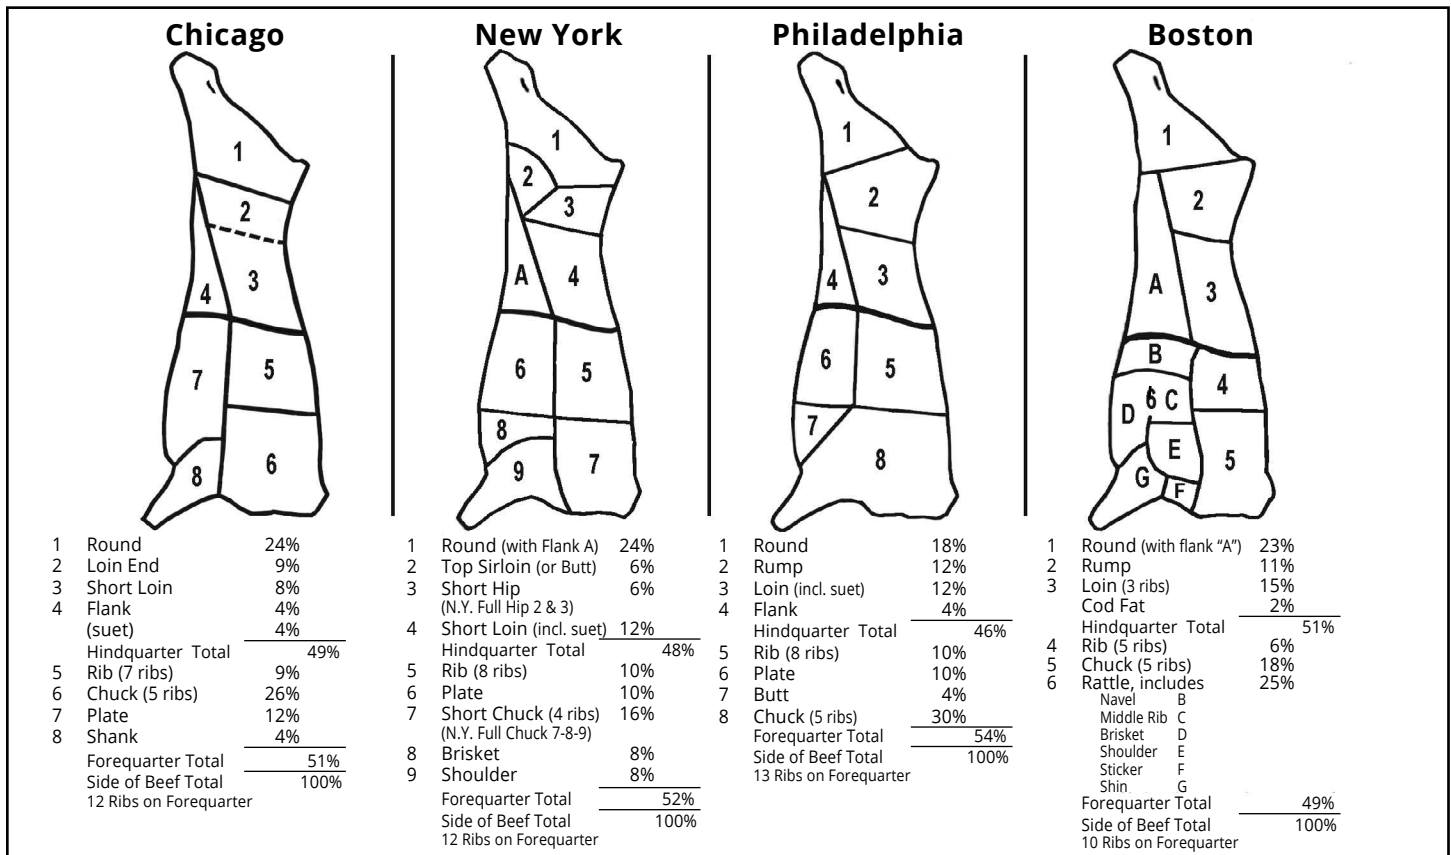 Chicago
1
2
3
4
5
7
6
8
1 Round 24%
2 Loin End 9%
3 Short Loin 8%
4 Flank 4%
(suet) 4%
Hindquarter Total 49%
5 Rib (7 ribs) 9%
6 Chuck (5 ribs) 26%
7 Plate 12%
8 Shank 4%
Forequarter Total 51%
Side of Beef Total 100%
12 Ribs on Forequarter
New York
1
2
3
A
4
6
5
8
7
9
1 Round (with Flank A) 24%
2 Top Sirloin (or Butt) 6%
3 Short Hip 6%
(N.Y. Full Hip 2 & 3)
4 Short Loin (incl. suet) 12%
Hindquarter Total 48%
5 Rib (8 ribs) 10%
6 Plate 10%
7 Short Chuck (4 ribs) 16%
(N.Y. Full Chuck 7-8-9)
8 Brisket 8%
9 Shoulder 8%
Forequarter Total 52%
Side of Beef Total 100%
12 Ribs on Forequarter
Philadelphia
1
2
3
4
6
5
7
8
1 Round 18%
2 Rump 12%
3 Loin (incl. suet) 12%
4 Flank 4%
Hindquarter Total 46%
5 Rib (8 ribs) 10%
6 Plate 10%
7 Butt 4%
8 Chuck (5 ribs) 30%
Forequarter Total 54%
Side of Beef Total 100%
13 Ribs on Forequarter
Boston
1
2
A
3
B
4
D 6 C
E
5
G
F
1 Round (with flank “A”) 23%
2 Rump 11%
3 Loin (3 ribs) 15%
Cod Fat 2%
Hindquarter Total 51%
4 Rib (5 ribs) 6%
5 Chuck (5 ribs) 18%
6 Rattle, includes 25%
Navel B
Middle Rib C
Brisket D
Shoulder E
Sticker F
Shin G
Forequarter Total 49%
Side of Beef Total 100%
10 Ribs on Forequarter